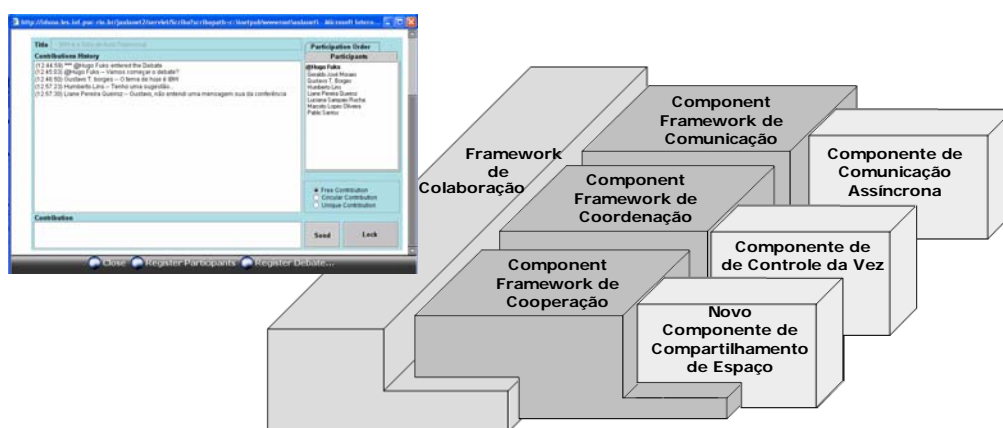 Title
Contributions History
(12:44:59) *** @Hugo Fuks entered the Debate
(12:45:03) @Hugo Fuks -- Vamos começar o debate?
(12:46:50) Gustavo T. borges -- O tema de hoje é IBW
(12:57:23) Humberto Lins -- Tenho uma sugestão...
(12:57:30) Liane Pereira Queiroz -- Gustavo, não entendi uma mensagem sua da conferência
Participation Order
Participants
@Hugo Fuks
Geraldo José Moraes
Gustavo T. Borges
Humberto Lins
Liane Pereira Queiroz
Luciana Sampaio Rocha
Marcelo Lopes Oliveira
Pablo Santos
Free Contribution
Circular Contribution
Unique Contribution
Contribution
Send
Lock
Close
Register Participants
Register Debate...
Framework
de
Colaboração
Component
Framework de
Comunicação
Componente de
Comunicação
Assíncrona
Component
Framework de
Coordenação
Componente de
de Controle da Vez
Component
Framework de
Cooperação
Novo
Componente de
Compartilhamento
de Espaço